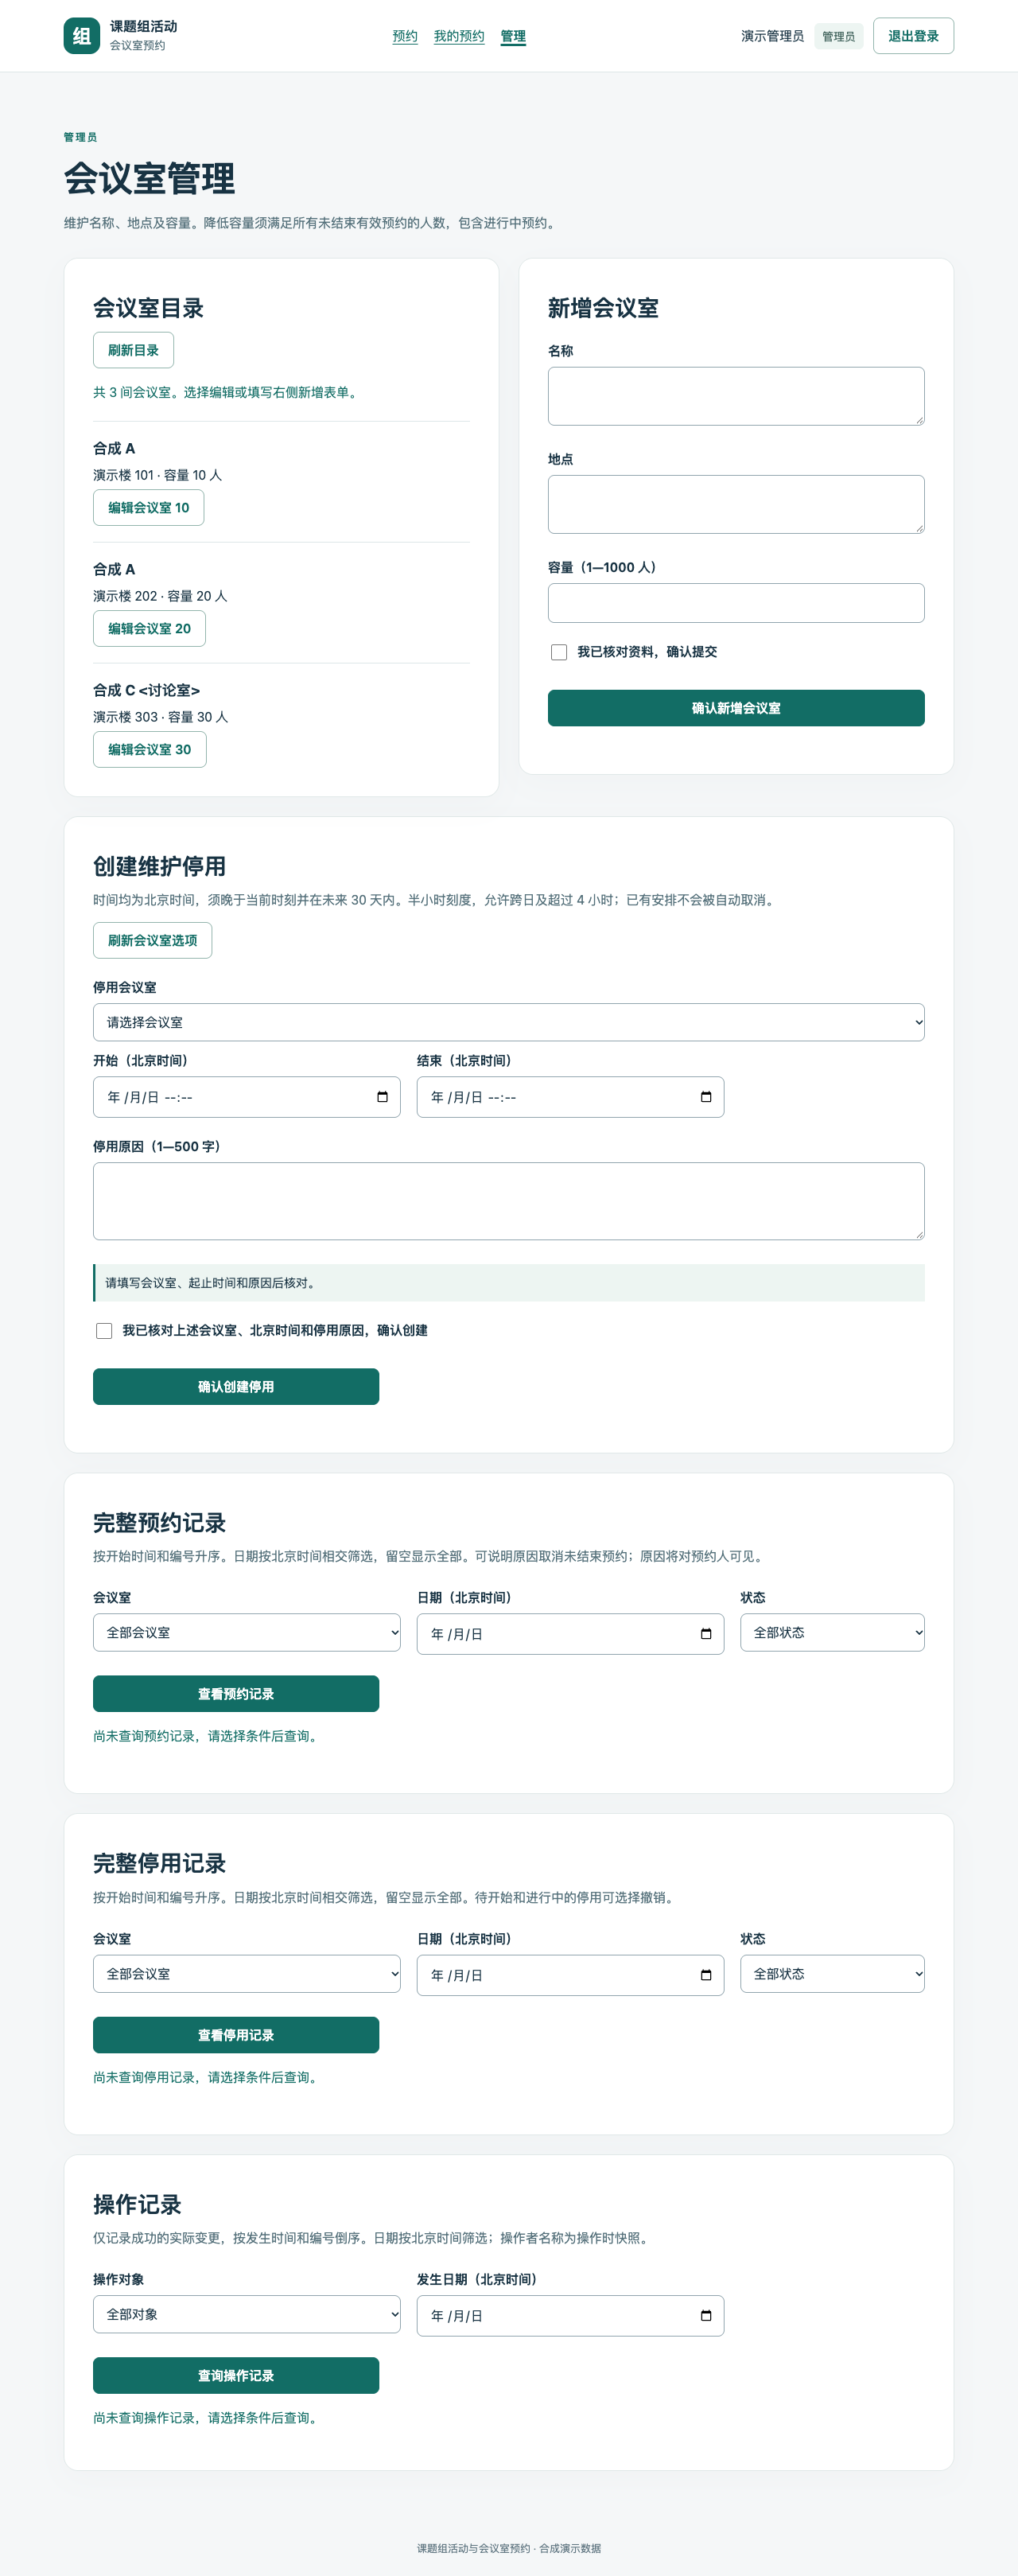 组
课题组活动
会议室预约
预约 我的预约 管理
演示管理员 管理员 退出登录
管理员
会议室管理
维护名称、地点及容量。降低容量须满足所有未结束有效预约的人数，包含进行中预约。
会议室目录
刷新目录
共 3 间会议室。选择编辑或填写右侧新增表单。
合成 A
演示楼 101 · 容量 10 人
编辑会议室 10
合成 A
演示楼 202 · 容量 20 人
编辑会议室 20
合成 C <讨论室>
演示楼 303 · 容量 30 人
编辑会议室 30
新增会议室
名称
地点
容量（1—1000 人）
我已核对资料，确认提交
确认新增会议室
创建维护停用
时间均为北京时间，须晚于当前时刻并在未来 30 天内。半小时刻度，允许跨日及超过 4 小时；已有安排不会被自动取消。
刷新会议室选项
停用会议室
请选择会议室
开始（北京时间） 结束（北京时间）
年 /月/日 --:-- 年 /月/日 --:--
停用原因（1—500 字）
请填写会议室、起止时间和原因后核对。
我已核对上述会议室、北京时间和停用原因，确认创建
确认创建停用
完整预约记录
按开始时间和编号升序。日期按北京时间相交筛选，留空显示全部。可说明原因取消未结束预约；原因将对预约人可见。
会议室 日期（北京时间） 状态
全部会议室 年 /月/日 全部状态
查看预约记录
尚未查询预约记录，请选择条件后查询。
完整停用记录
按开始时间和编号升序。日期按北京时间相交筛选，留空显示全部。待开始和进行中的停用可选择撤销。
会议室 日期（北京时间） 状态
全部会议室 年 /月/日 全部状态
查看停用记录
尚未查询停用记录，请选择条件后查询。
操作记录
仅记录成功的实际变更，按发生时间和编号倒序。日期按北京时间筛选；操作者名称为操作时快照。
操作对象 发生日期（北京时间）
全部对象 年 /月/日
查询操作记录
尚未查询操作记录，请选择条件后查询。
课题组活动与会议室预约 · 合成演示数据